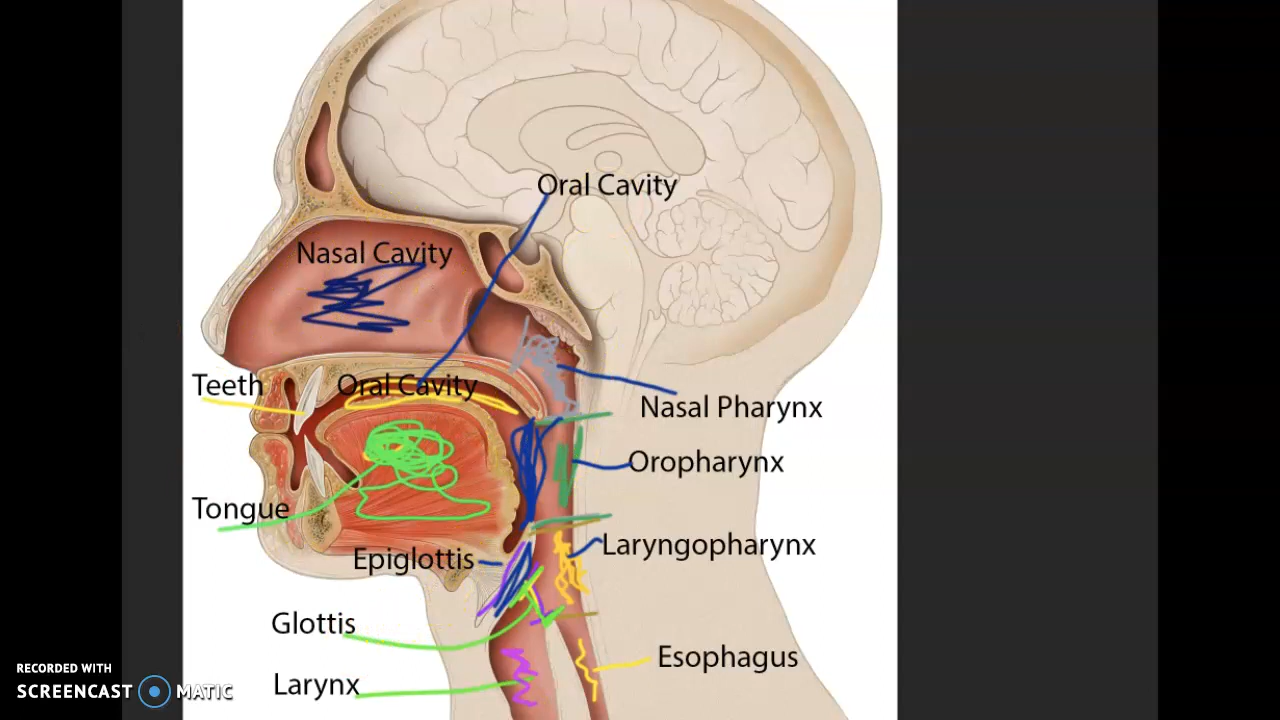 Oral Cavity
Nasal Cavity
Teeth
Oral Cavity
Nasal Pharynx
Oropharynx
Tongue
Laryngopharynx
Epiglottis
Glottis
Esophagus
Larynx
RECORDED WITH
SCREENCAST MATIC